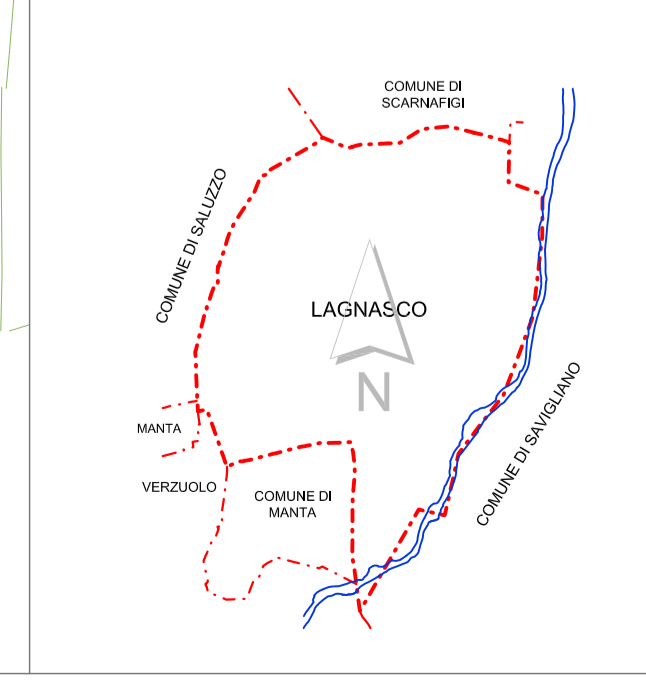 COMUNE DI
SCARNAFIGI
COMUNE DI SALUZZO
LAGNASCO
N
COMUNE DI SAVIGLIANO
MANTA
VERZUOLO
COMUNE DI
MANTA